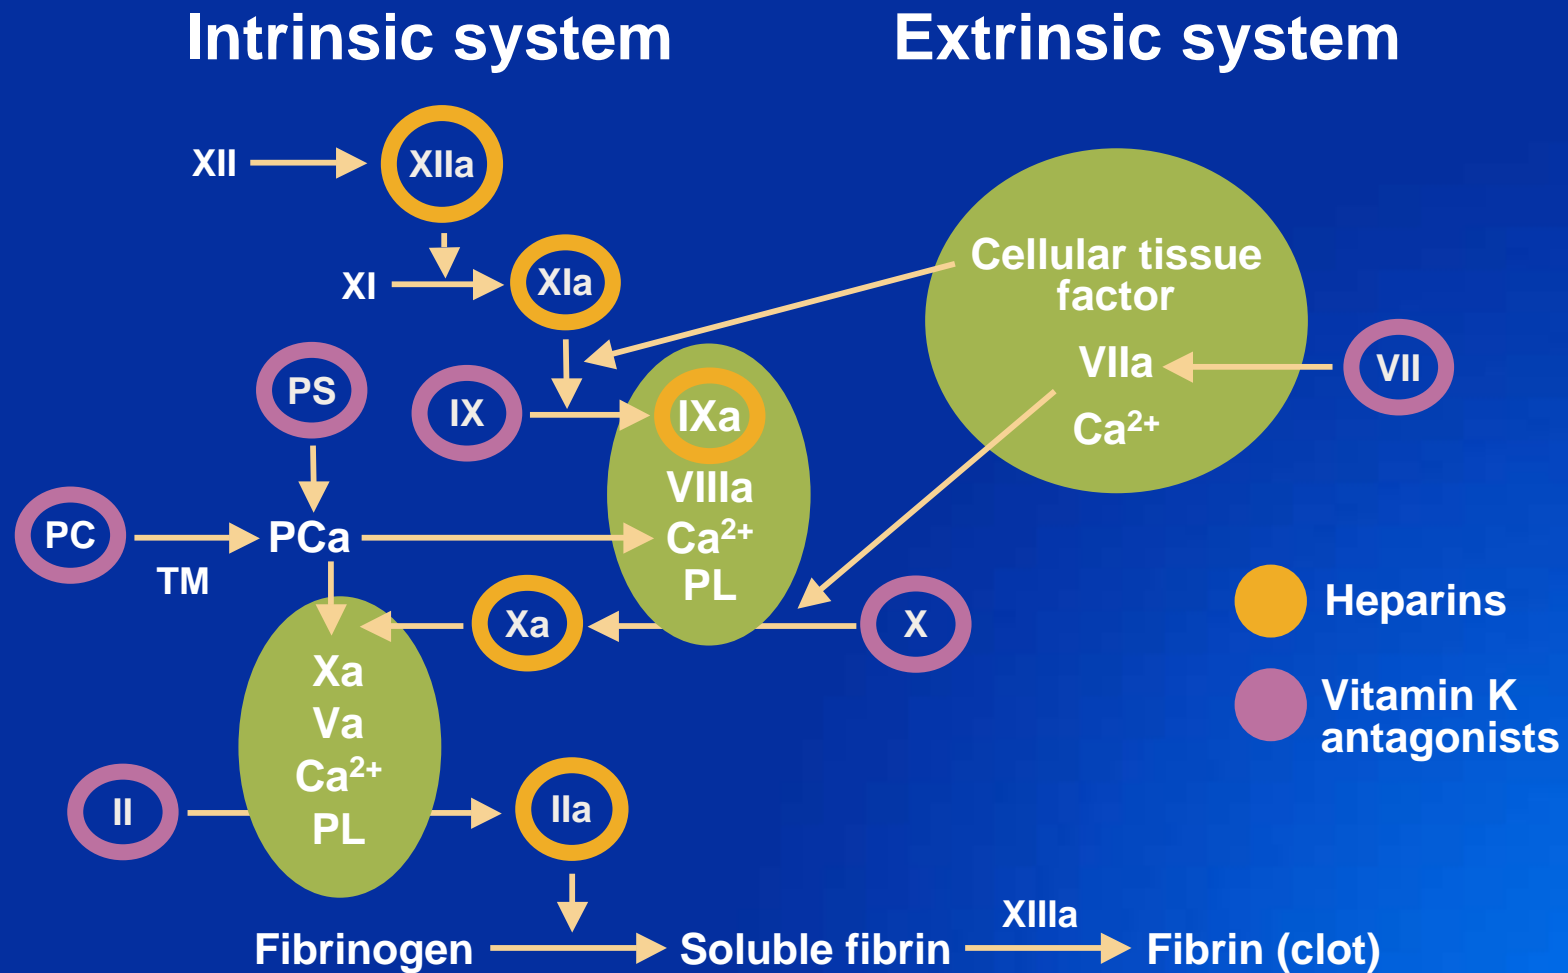 Intrinsic system
Extrinsic system
XII
XIIa
XI
XIa
Cellular tissue
factor
VIIa
Ca²⁺
VII
PS
IX
IXa
VIIIa
Ca²⁺
PL
PC
TM
PCa
Xa
X
Xa
Va
Ca²⁺
PL
II
IIa
Heparins
Vitamin K
antagonists
Fibrinogen
Soluble fibrin
XIIIa
Fibrin (clot)